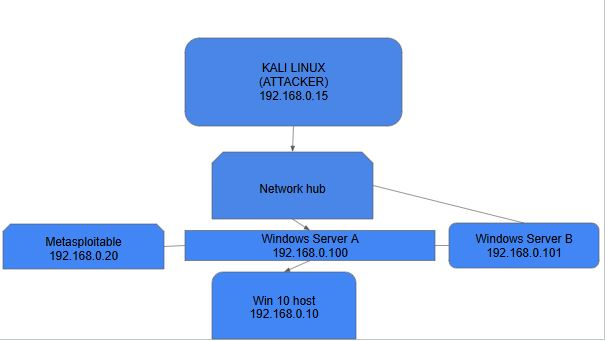 KALI LINUX
(ATTACKER)
192.168.0.15
Network hub
Metasploitable
192.168.0.20
Windows Server A
192.168.0.100
Windows Server B
192.168.0.101
Win 10 host
192.168.0.10